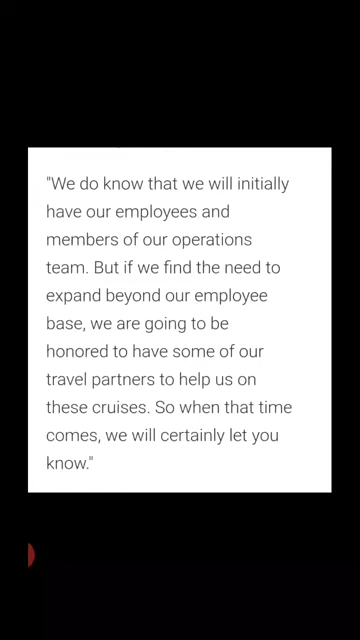 "We do know that we will initially
have our employees and
members of our operations
team. But if we find the need to
expand beyond our employee
base, we are going to be
honored to have some of our
travel partners to help us on
these cruises. So when that time
comes, we will certainly let you
know."